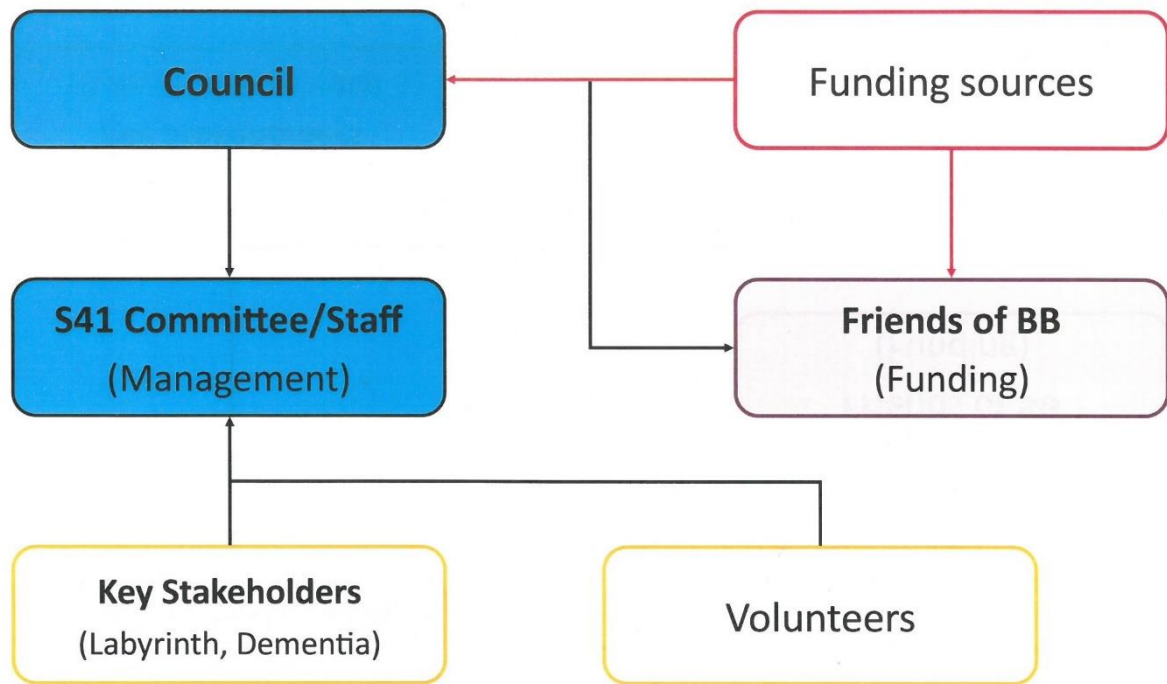 Council
Funding sources
S41 Committee/Staff
(Management)
Friends of BB
(Funding)
Key Stakeholders
(Labyrinth, Dementia)
Volunteers